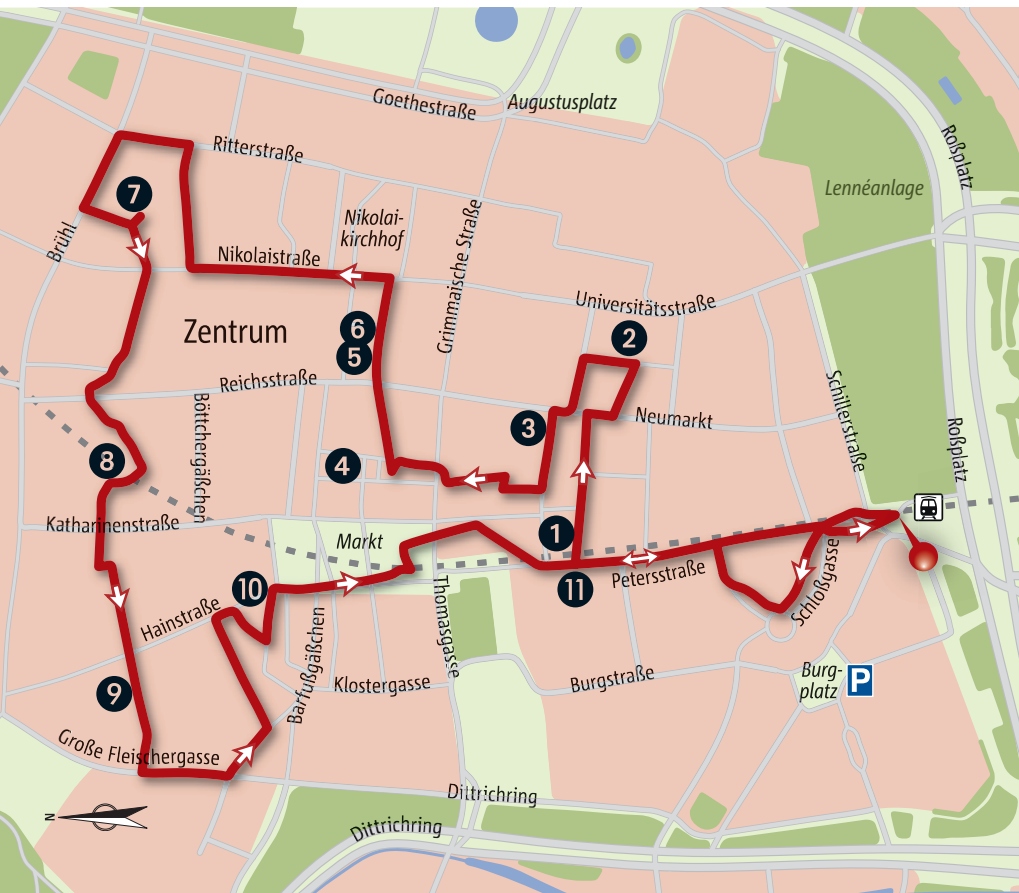 Goethestraße
Augustusplatz
Roßplatz
Ritterstraße
7
Lennéanlage
Nikolai-
kirchhof
Brühl
Nikolaistraße
Grimmaische Straße
Universitätsstraße
Zentrum
6
5
2
Reichsstraße
Böttchergäßchen
3
Neumarkt
Schillerstraße
Roßplatz
8
4
Katharinenstraße
Markt
1
Petersstraße
11
Schloßgasse
10
Hainstraße
Thomasgasse
Barfußgäßchen
9
Klostergasse
Burgstraße
Burg-
platz
P
Große Fleischergasse
Dittrichring
N
Dittrichring